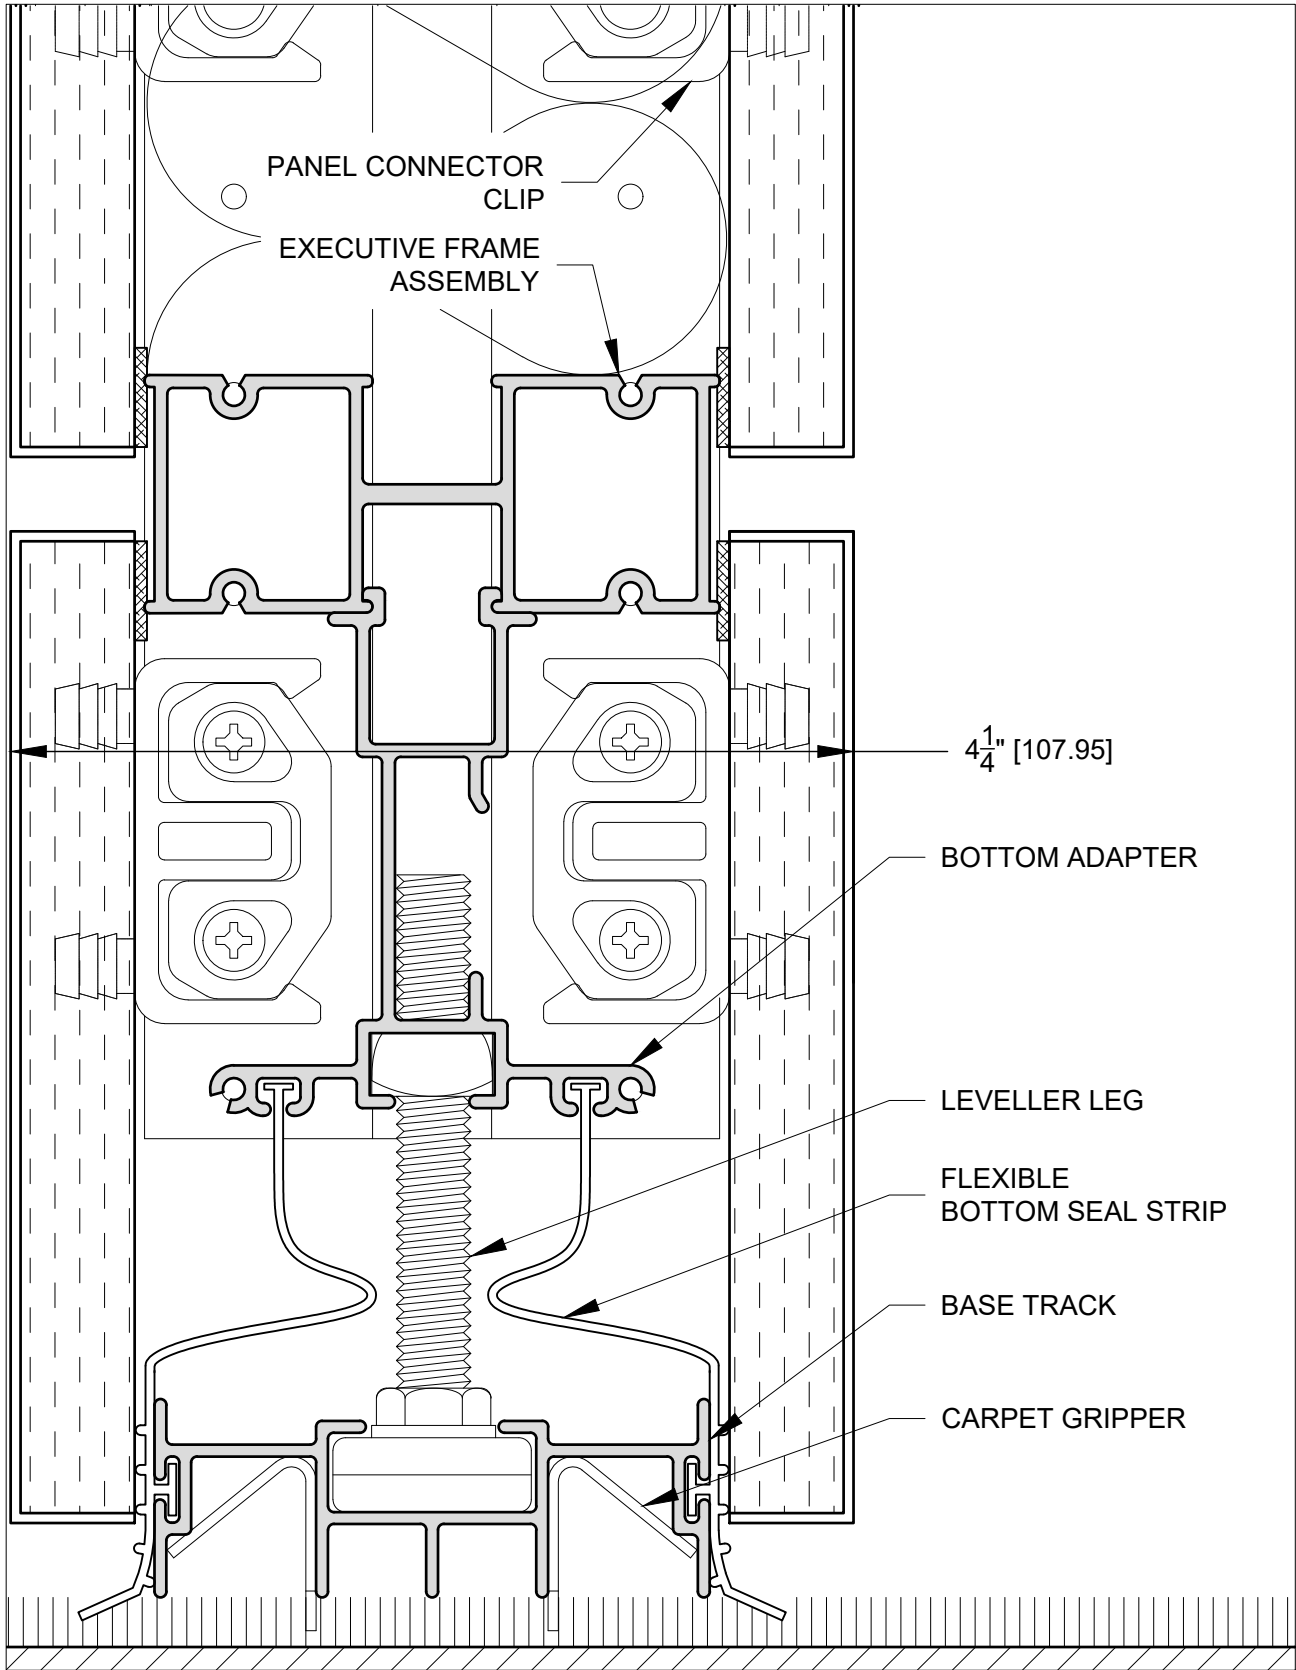 PANEL CONNECTOR
CLIP
EXECUTIVE FRAME
ASSEMBLY
4 1/4" [107.95]
BOTTOM ADAPTER
LEVELLER LEG
FLEXIBLE
BOTTOM SEAL STRIP
BASE TRACK
CARPET GRIPPER